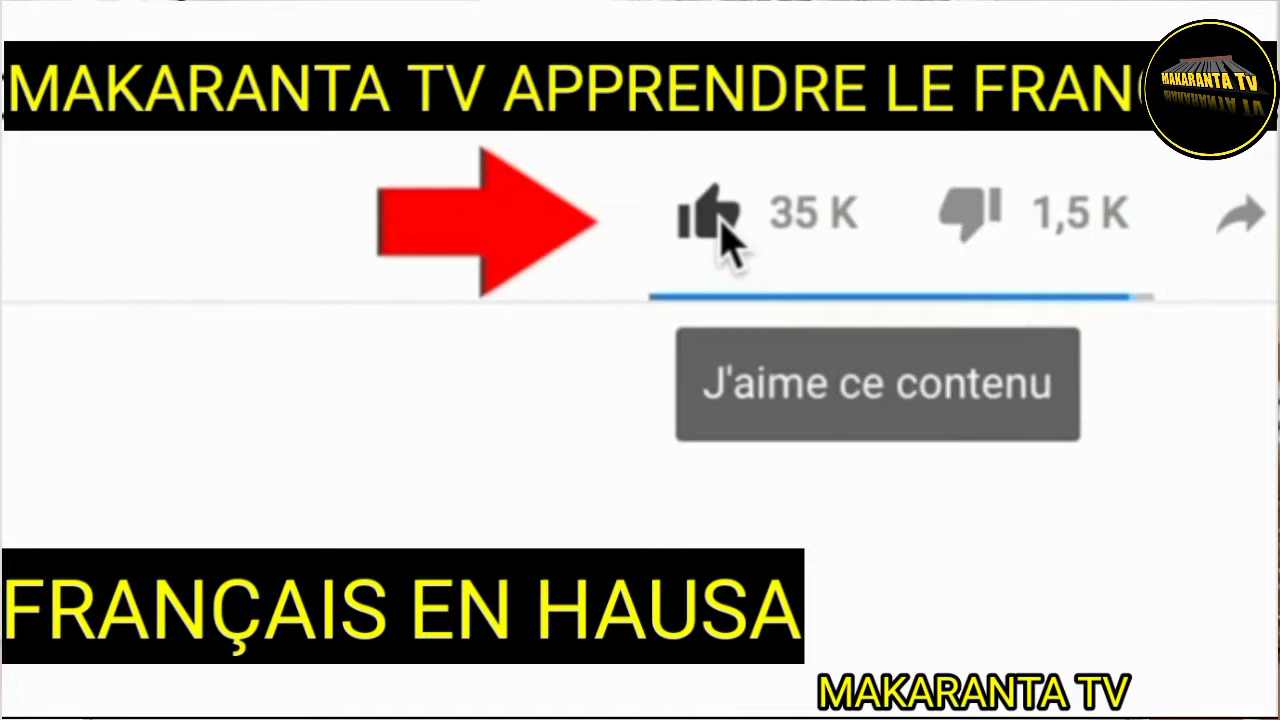 MAKARANTA TV APPRENDRE LE FRAN
MAKARANTA TV
35 K
1,5 K
J'aime ce contenu
FRANÇAIS EN HAUSA
MAKARANTA TV